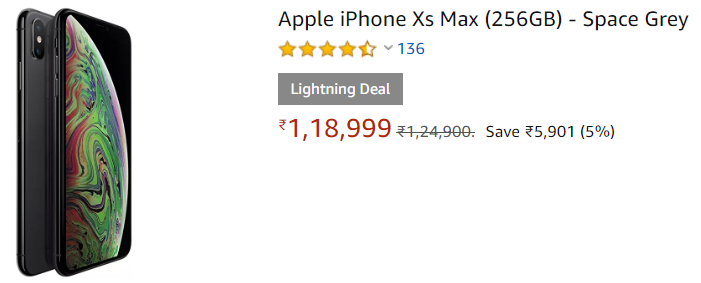 Apple iPhone Xs Max (256GB) - Space Grey
136
Lightning Deal
₹1,18,999 ₹1,24,900. Save ₹5,901 (5%)